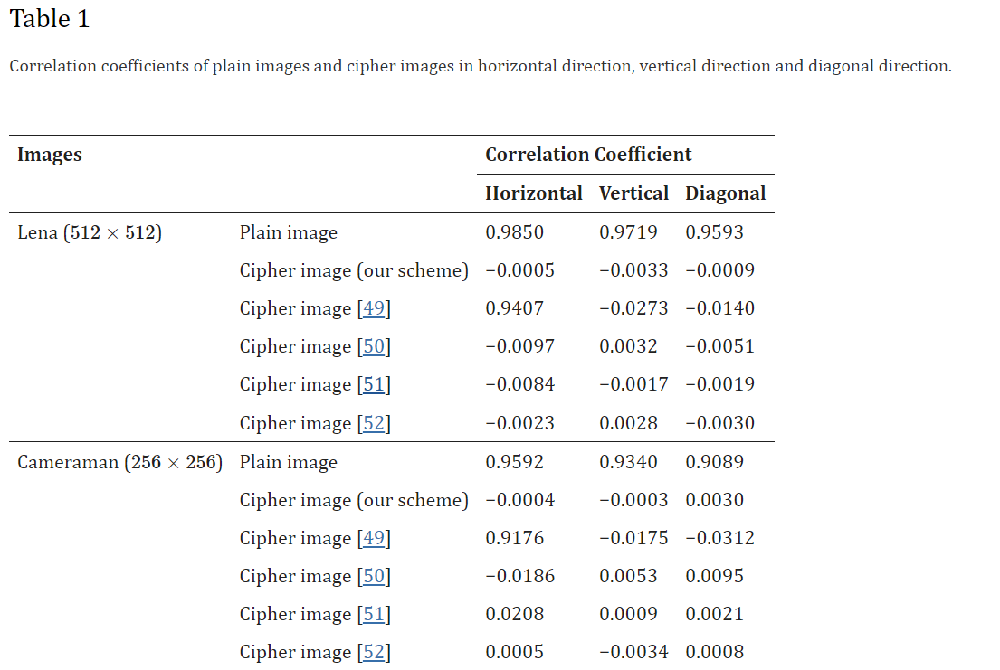 Table 1
Correlation coefficients of plain images and cipher images in horizontal direction, vertical direction and diagonal direction.
Images Correlation Coefficient
Horizontal Vertical Diagonal
Lena (512 × 512) Plain image 0.9850 0.9719 0.9593
Cipher image (our scheme) −0.0005 −0.0033 −0.0009
Cipher image [49] 0.9407 −0.0273 −0.0140
Cipher image [50] −0.0097 0.0032 −0.0051
Cipher image [51] −0.0084 −0.0017 −0.0019
Cipher image [52] −0.0023 0.0028 −0.0030
Cameraman (256 × 256) Plain image 0.9592 0.9340 0.9089
Cipher image (our scheme) −0.0004 −0.0003 0.0030
Cipher image [49] 0.9176 −0.0175 −0.0312
Cipher image [50] −0.0186 0.0053 0.0095
Cipher image [51] 0.0208 0.0009 0.0021
Cipher image [52] 0.0005 −0.0034 0.0008